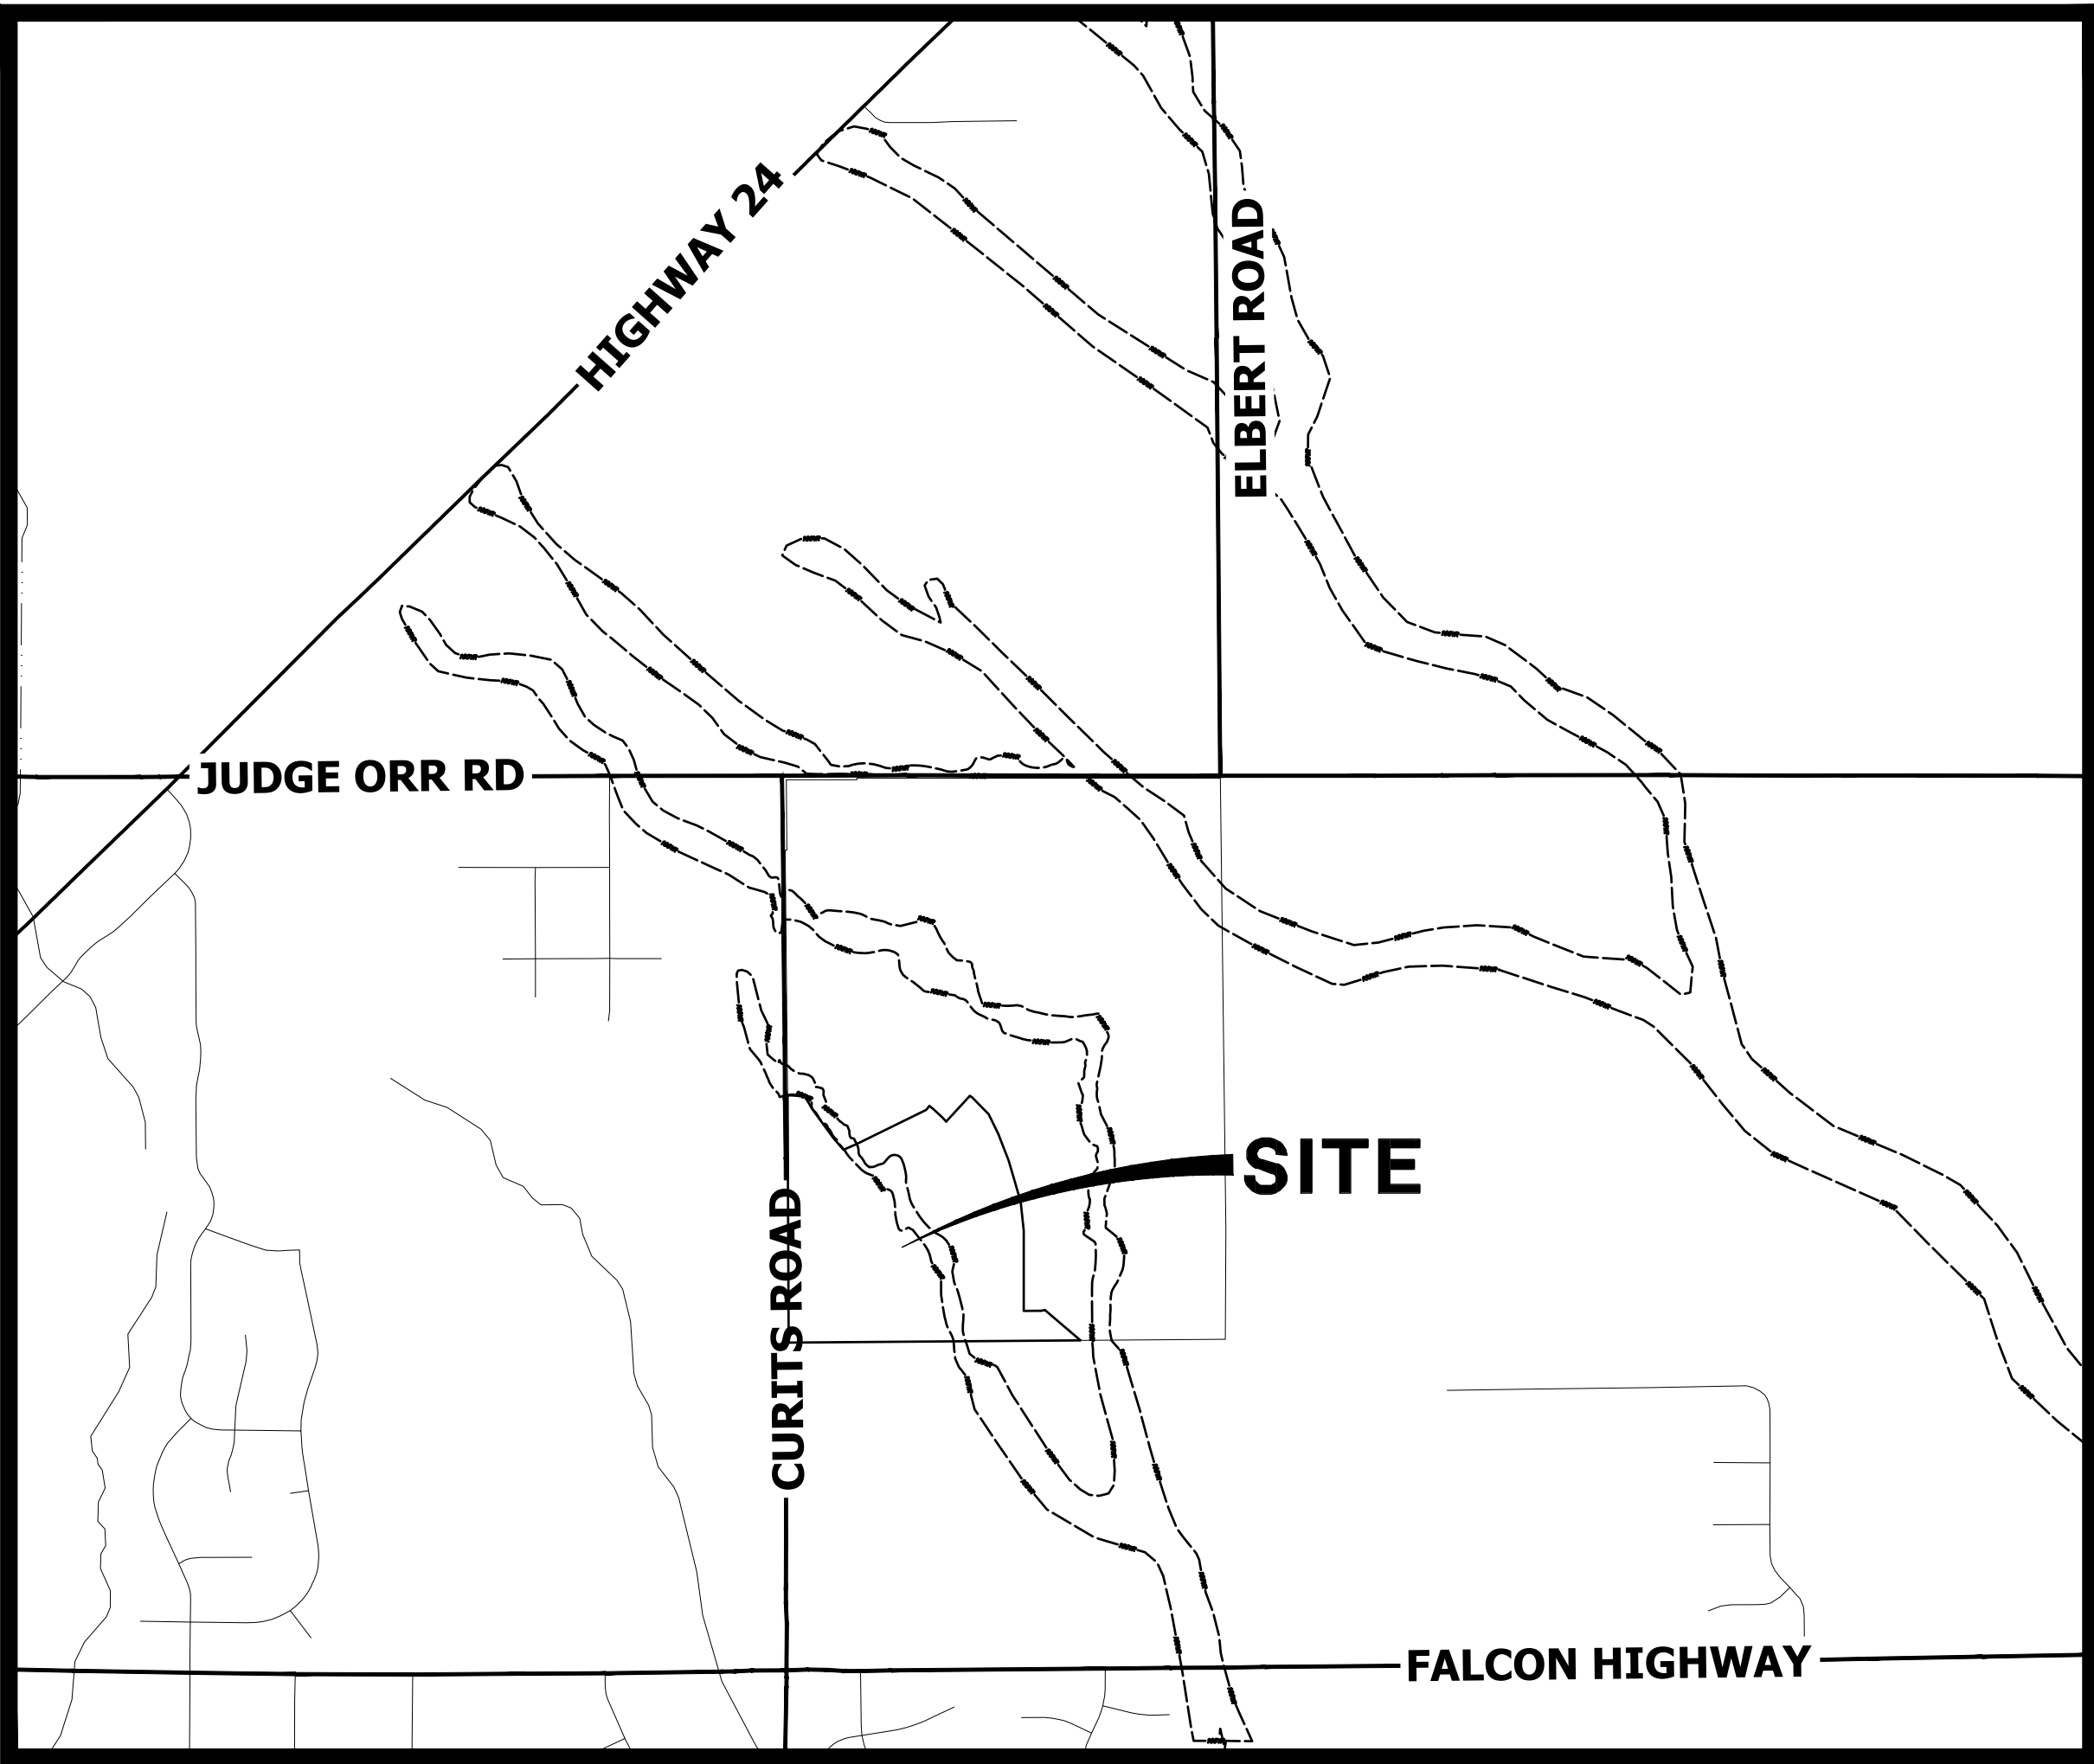 HIGHWAY 24
ELBERT ROAD
JUDGE ORR RD
SITE
CURITS ROAD
FALCON HIGHWAY